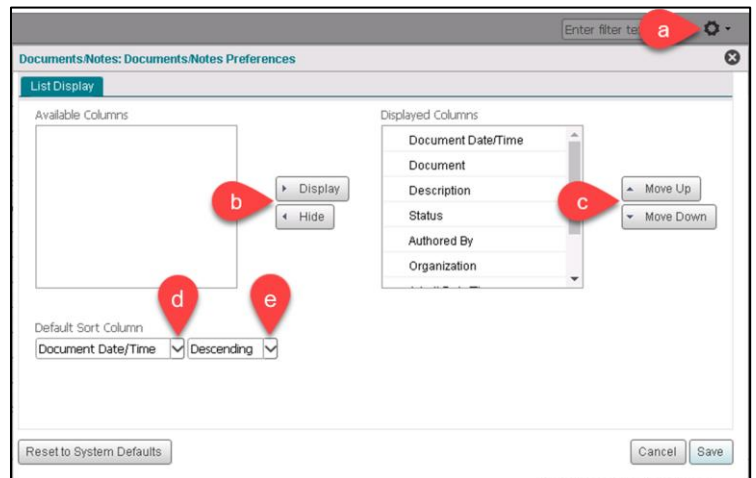 Enter filter te
a
Documents/Notes: Documents/Notes Preferences
List Display
Available Columns
Displayed Columns
Document Date/Time
Document
Description
Status
Authored By
Organization
b
Display
Hide
c
Move Up
Move Down
d
e
Default Sort Column
Document Date/Time
Descending
Reset to System Defaults
Cancel
Save